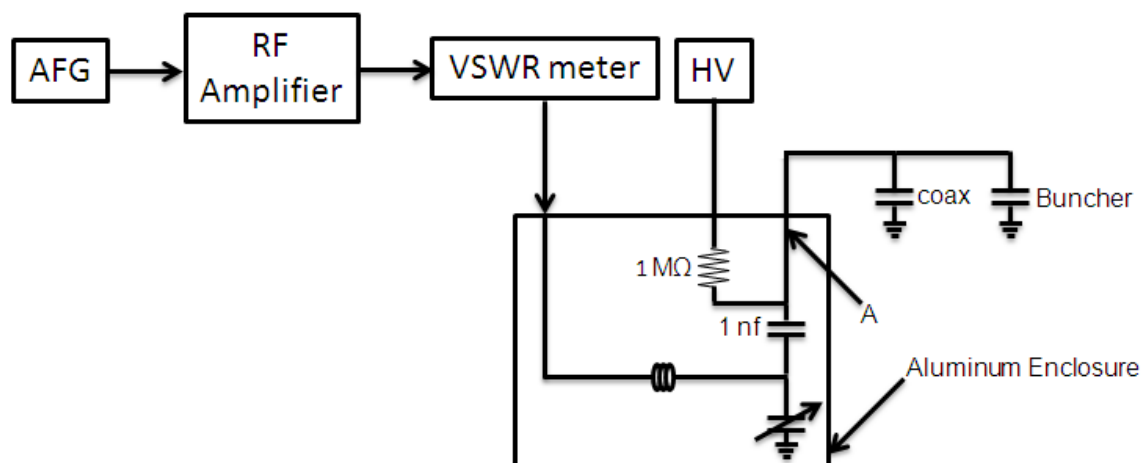 AFG
RF
Amplifier
VSWR meter
HV
coax
Buncher
1 MΩ
A
1 nf
Aluminum Enclosure